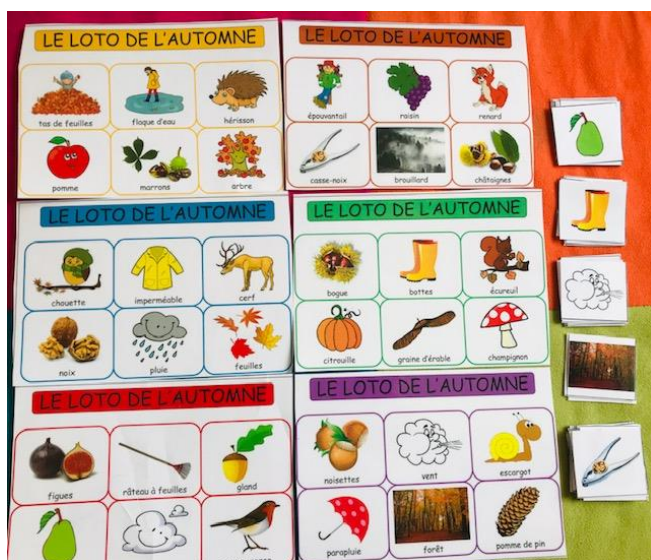 LE LOTO DE L'AUTOMNE
tas de feuilles
flaque d'eau
hérisson
pomme
marrons
arbre
LE LOTO DE L'AUTOMNE
épouvantail
raisin
renard
casse-noix
brouillard
châtaignes
LE LOTO DE L'AUTOMNE
chouette
imperméable
cerf
noix
pluie
feuilles
LE LOTO DE L'AUTOMNE
bogue
bottes
écureuil
citrouille
graine d'érable
champignon
LE LOTO DE L'AUTOMNE
figues
râteau à feuilles
gland
LE LOTO DE L'AUTOMNE
noisettes
vent
escargot
parapluie
forêt
pomme de pin